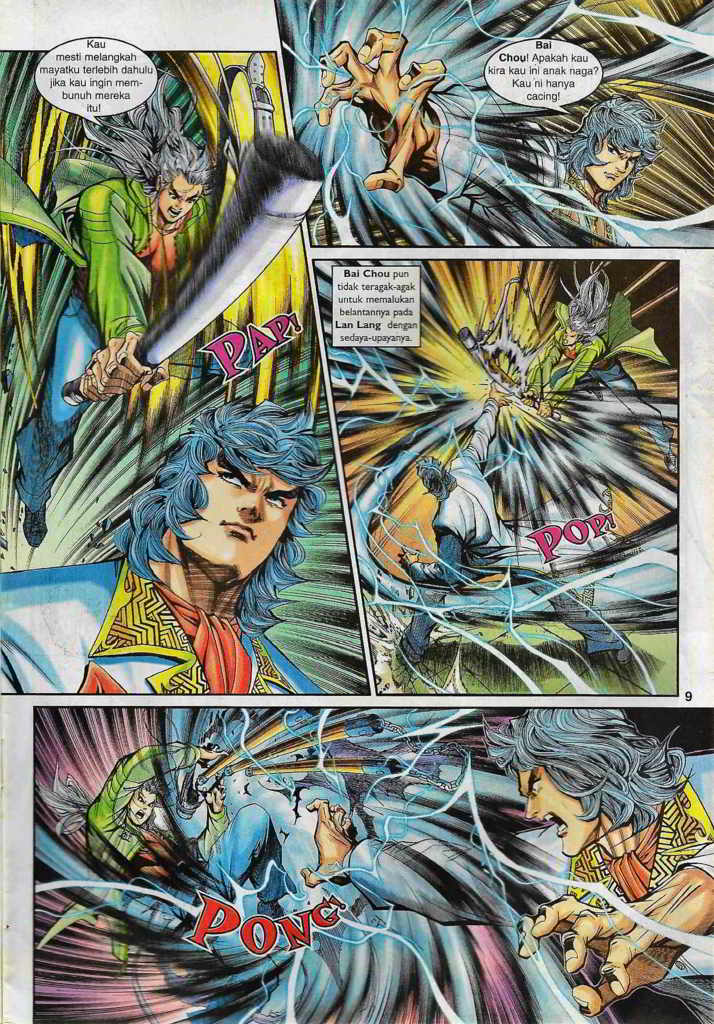 Kau
mesti melangkah
mayatku terlebih dahulu
jika kau ingin mem-
bunuh mereka
itu!
Bai
Chou! Apakah kau
kira kau ini anak naga?
Kau 'ni hanya
cacing!
PAP!
Bai Chou pun
tidak teragak-agak
untuk memalukan
belantannya pada
Lan Lang dengan
sedaya-upayanya.
POP!
9
PONG!